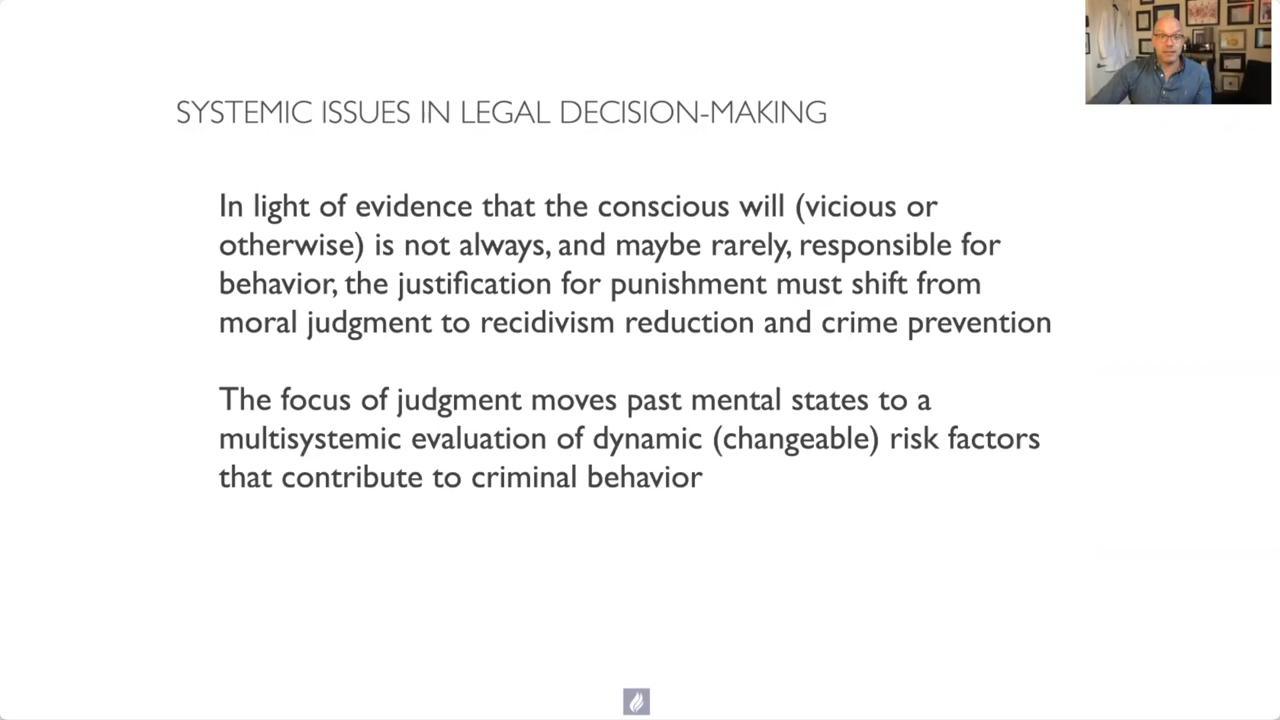 SYSTEMIC ISSUES IN LEGAL DECISION-MAKING
In light of evidence that the conscious will (vicious or
otherwise) is not always, and maybe rarely, responsible for
behavior, the justification for punishment must shift from
moral judgment to recidivism reduction and crime prevention
The focus of judgment moves past mental states to a
multisystemic evaluation of dynamic (changeable) risk factors
that contribute to criminal behavior